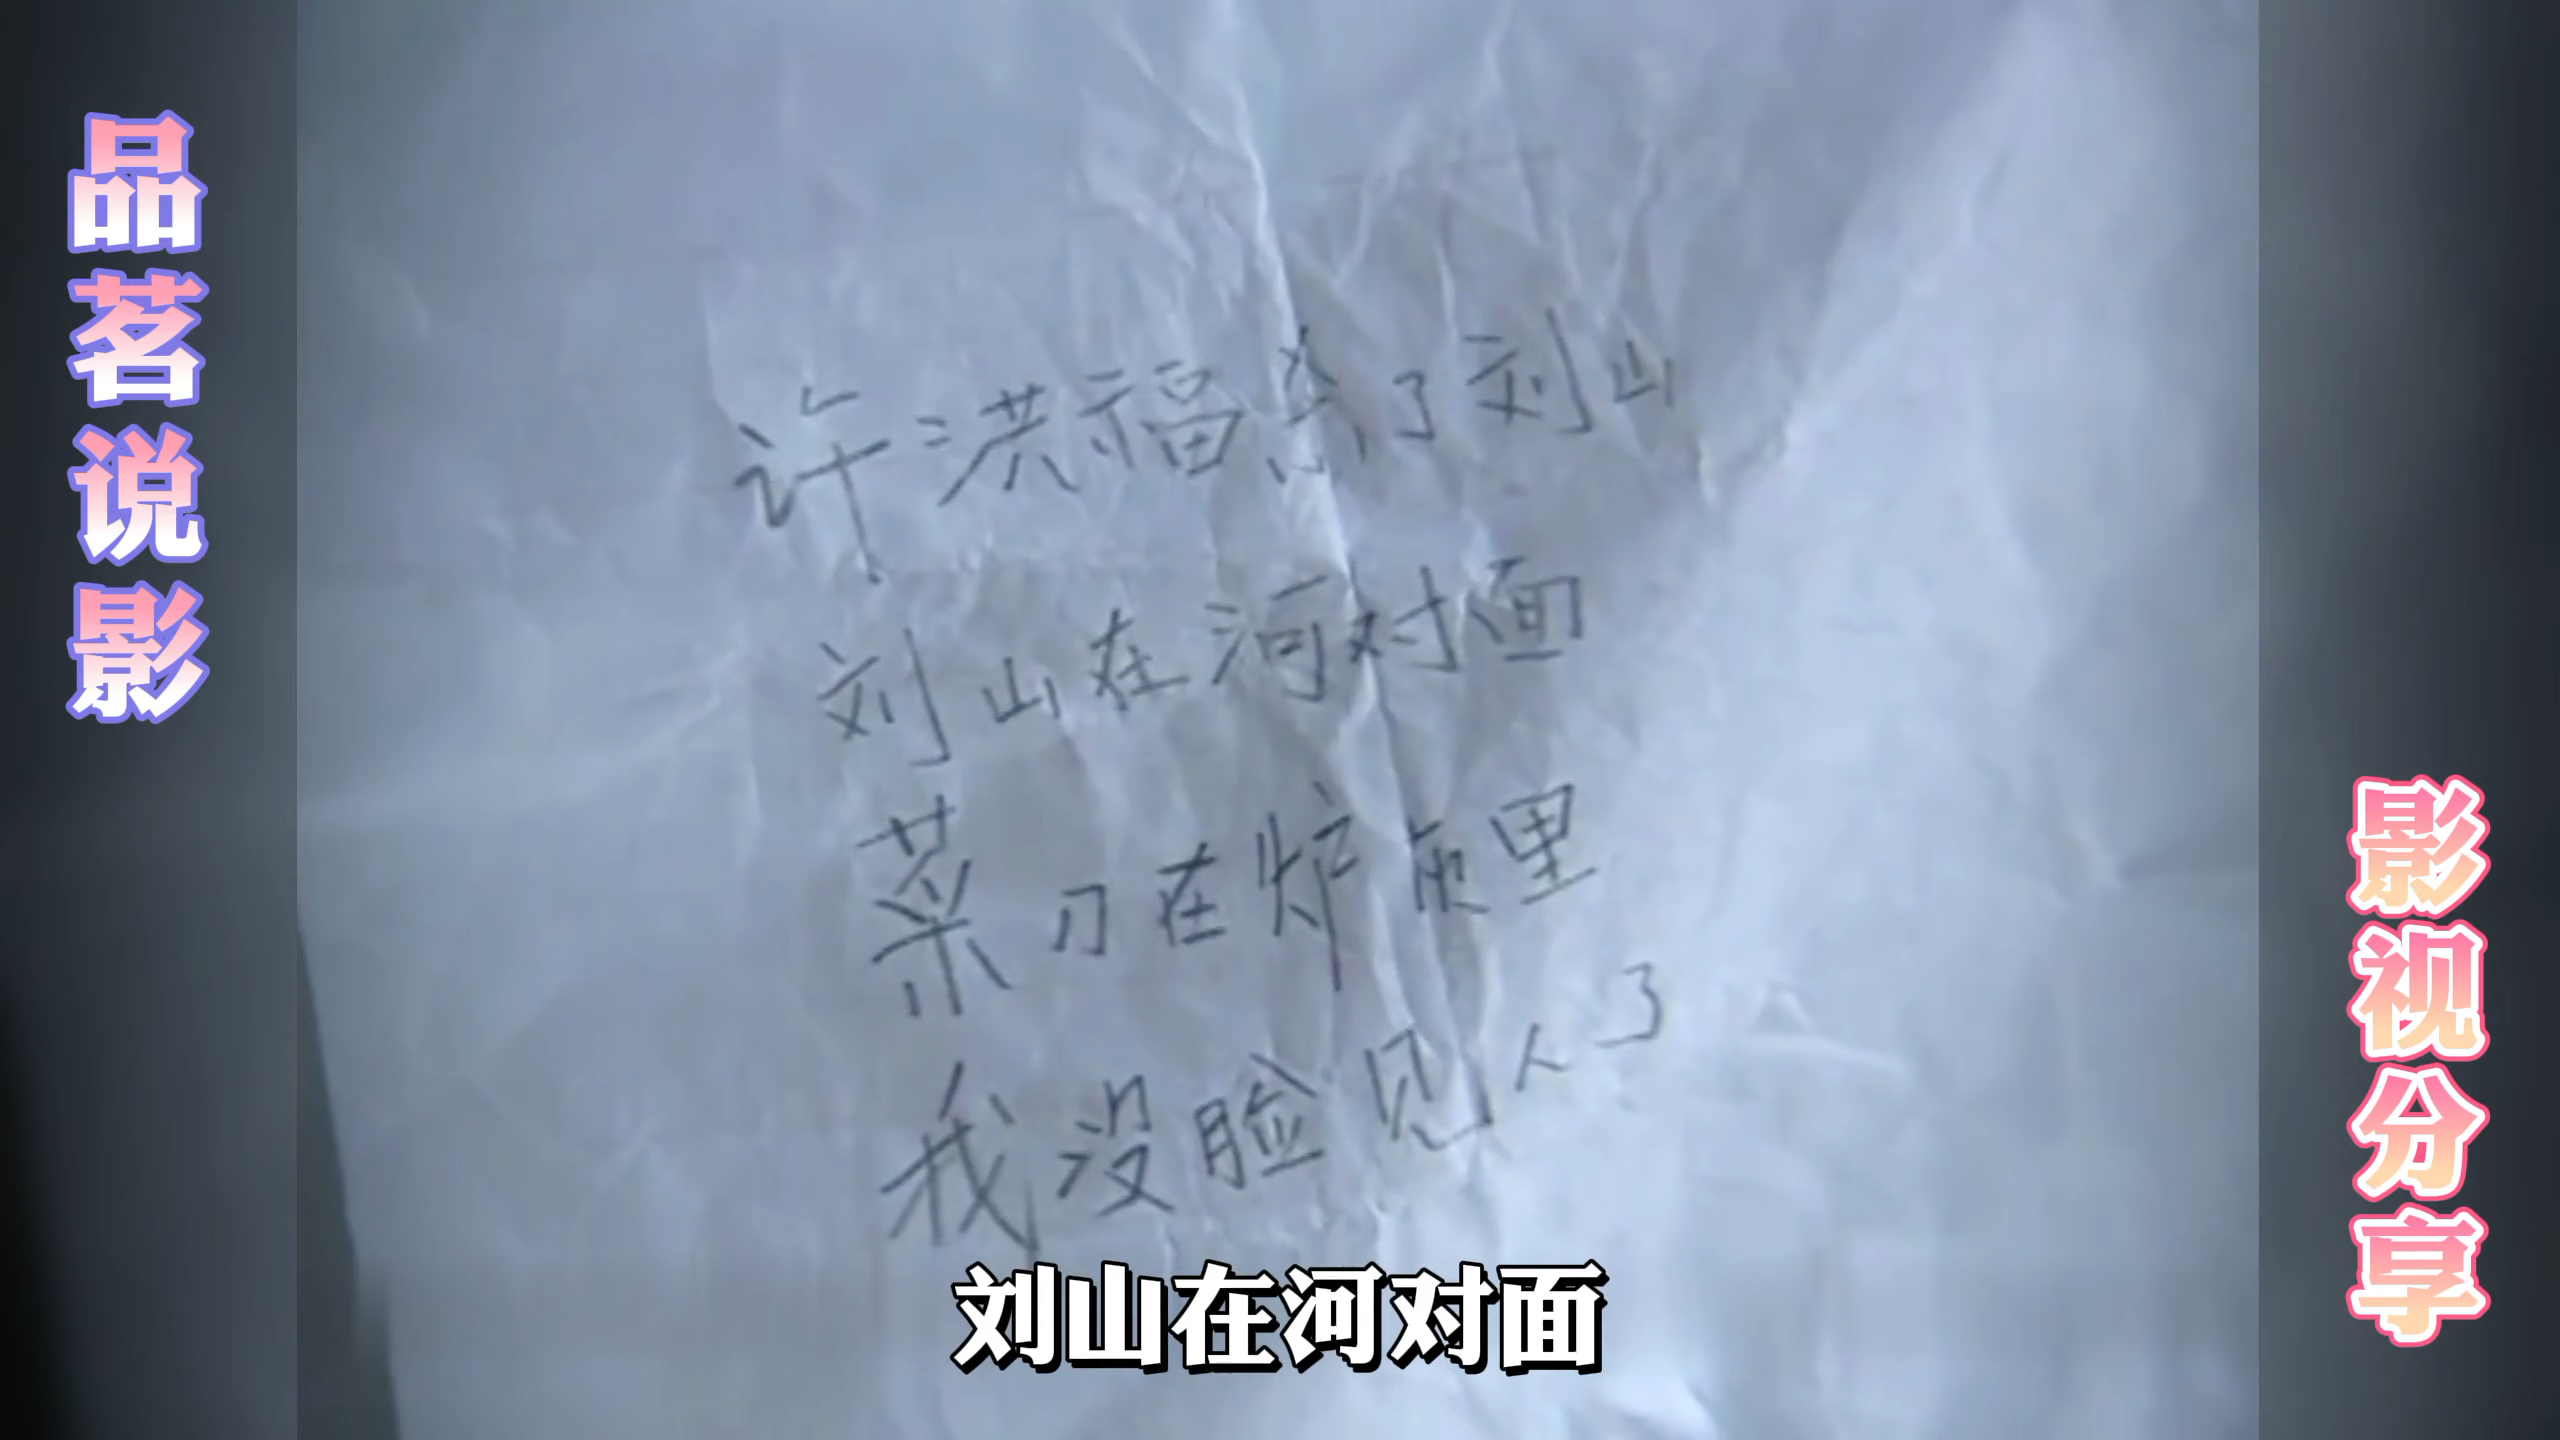 品茗说影
许洪福杀了刘山
刘山在河对面
菜刀在炉灰里
我没脸见人了
刘山在河对面
影视分享